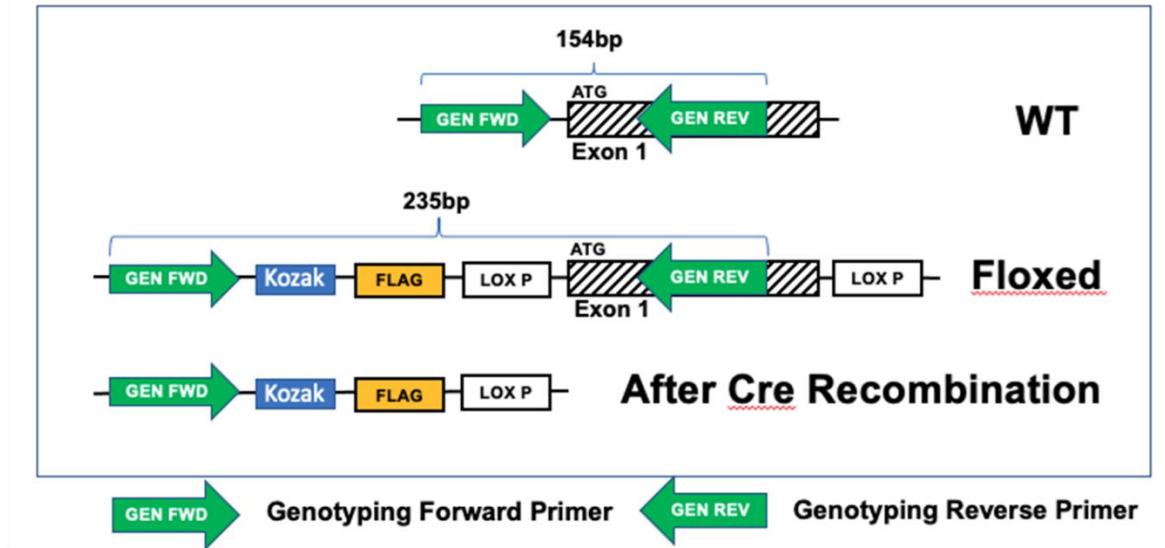 154bp
ATG
GEN FWD
GEN REV
WT
Exon 1
235bp
ATG
GEN FWD
Kozak
FLAG
LOX P
GEN REV
LOX P
Floxed
Exon 1
GEN FWD
Kozak
FLAG
LOX P
After Cre Recombination
GEN FWD
Genotyping Forward Primer
GEN REV
Genotyping Reverse Primer